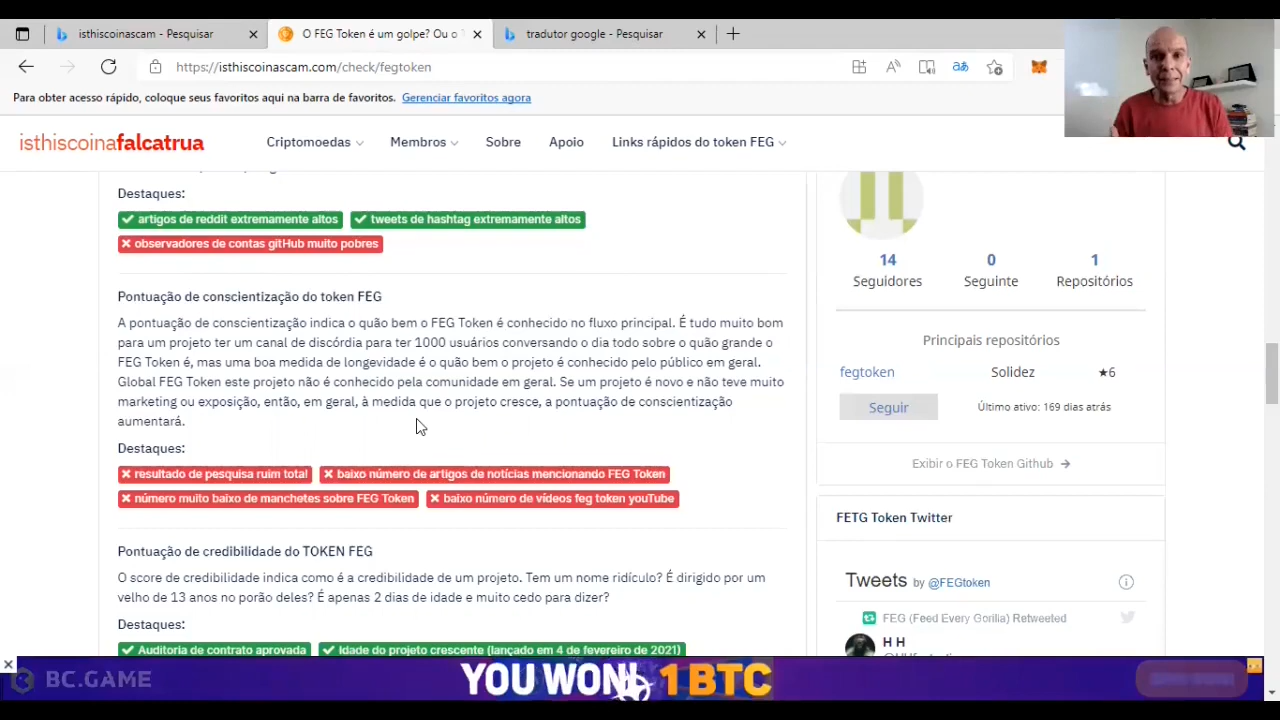 isthiscoinascam - Pesquisar
O FEG Token é um golpe? Ou o T
tradutor google - Pesquisar
https://isthiscoinascam.com/check/fegtoken
Para obter acesso rápido, coloque seus favoritos aqui na barra de favoritos. Gerenciar favoritos agora
isthiscoinafalcatrua
Criptomoedas
Membros
Sobre
Apoio
Links rápidos do token FEG
Destaques:
artigos de reddit extremamente altos
tweets de hashtag extremamente altos
observadores de contas gitHub muito pobres
Pontuação de conscientização do token FEG
A pontuação de conscientização indica o quão bem o FEG Token é conhecido no fluxo principal. É tudo muito bom
para um projeto ter um canal de discórdia para ter 1000 usuários conversando o dia todo sobre o quão grande o
FEG Token é, mas uma boa medida de longevidade é o quão bem o projeto é conhecido pelo público em geral.
Global FEG Token este projeto não é conhecido pela comunidade em geral. Se um projeto é novo e não teve muito
marketing ou exposição, então, em geral, à medida que o projeto cresce, a pontuação de conscientização
aumentará.
Destaques:
resultado de pesquisa ruim total
baixo número de artigos de notícias mencionando FEG Token
número muito baixo de manchetes sobre FEG Token
baixo número de vídeos feg token youTube
Pontuação de credibilidade do TOKEN FEG
O score de credibilidade indica como é a credibilidade de um projeto. Tem um nome ridículo? É dirigido por um
velho de 13 anos no porão deles? É apenas 2 dias de idade e muito cedo para dizer?
Destaques:
Auditoria de contrato aprovada
Idade do projeto crescente (lançado em 4 de fevereiro de 2021)
14
0
1
Seguidores
Seguinte
Repositórios
Principais repositórios
fegtoken
Solidez
★6
Seguir
Último ativo: 169 dias atrás
Exibir o FEG Token Github →
FETG Token Twitter
Tweets by @FEGtoken
FEG (Feed Every Gorilla) Retweeted
H H
BC.GAME
YOU WON! 1 BTC